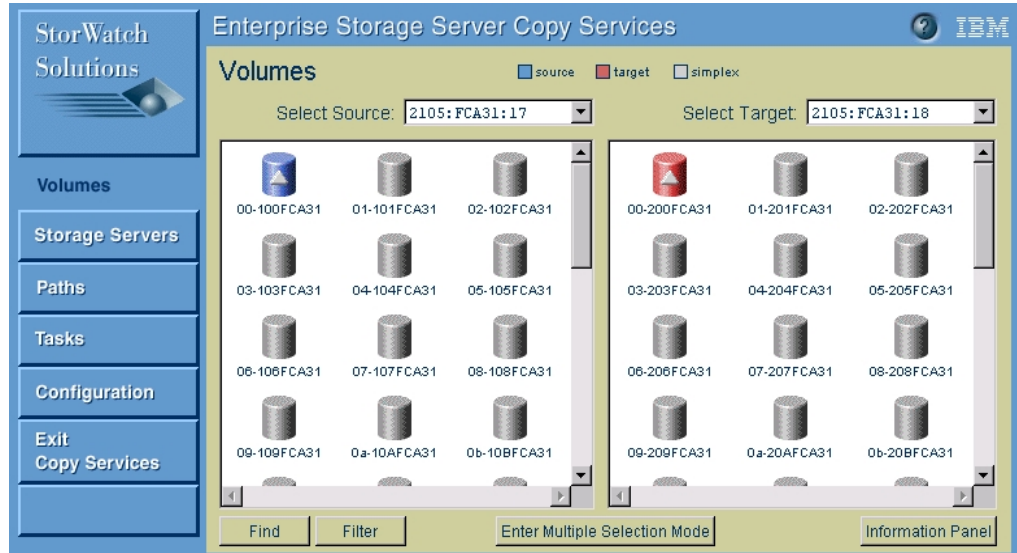 StorWatch
Solutions
Enterprise Storage Server Copy Services
? IBM
Volumes
source target simplex
Select Source: 2105:FCA31:17
Select Target: 2105:FCA31:18
Volumes
Storage Servers
Paths
Tasks
Configuration
Exit
Copy Services
00-100FCA31 01-101FCA31 02-102FCA31
03-103FCA31 04-104FCA31 05-105FCA31
06-106FCA31 07-107FCA31 08-108FCA31
09-109FCA31 0a-10AFCA31 0b-10BFCA31
00-200FCA31 01-201FCA31 02-202FCA31
03-203FCA31 04-204FCA31 05-205FCA31
06-206FCA31 07-207FCA31 08-208FCA31
09-209FCA31 0a-20AFCA31 0b-20BFCA31
Find Filter Enter Multiple Selection Mode Information Panel